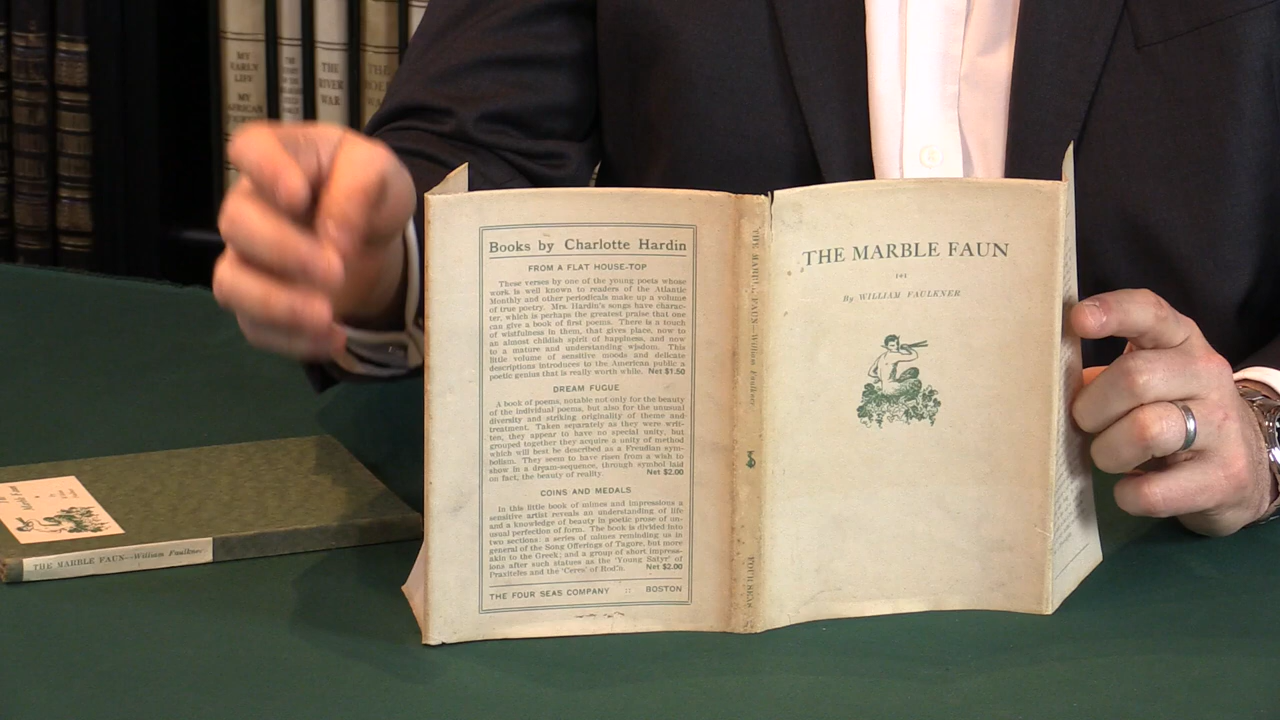 MY
EARLY
LIFE
MY
AFRICAN
THE
RIVER
WAR
THE
Books by Charlotte Hardin
FROM A FLAT HOUSE-TOP
These verses by one of the young poets whose
work is well known to readers of the Atlantic
Monthly and other periodicals make up a volume
of true poetry. Mrs. Hardin's songs have charac-
ter, which is perhaps the greatest praise that one
can give a book of first poems. There is a touch
of wistfulness in them, that gives place, now to
an almost childish spirit of happiness, and now
to a mature and understanding wisdom. This
little volume of sensitive moods and delicate
descriptions introduces to the American public a
poetic genius that is really worth while. Net $1.50
DREAM FUGUE
A book of poems, notable not only for the beauty
of the individual poems, but also for the unusual
diversity and striking originality of theme and
treatment. Taken separately as they were writ-
ten, they appear to have no special unity, but
grouped together they acquire a unity of method
which will best be described as a Freudian sym-
bolism. They seem to have risen from a wish to
show in a dream-sequence, through symbol laid
on fact, the beauty of reality. Net $2.00
COINS AND MEDALS
In this little book of mimes and impressions a
sensitive artist reveals an understanding of life
and a knowledge of beauty in poetic prose of un-
usual perfection of form. The book is divided into
two sections: a series of mimes reminding us in
general of the Song Offerings of Tagore, but more
akin to the Greek; and a group of short impress-
ions after such statues as the 'Young Satyr' of
Praxiteles and the 'Ceres' of Rodin. Net $2.00
THE FOUR SEAS COMPANY :: BOSTON
THE MARBLE FAUN—William Faulkner
FOUR SEAS
THE MARBLE FAUN
By WILLIAM FAULKNER
THE MARBLE FAUN—William Faulkner